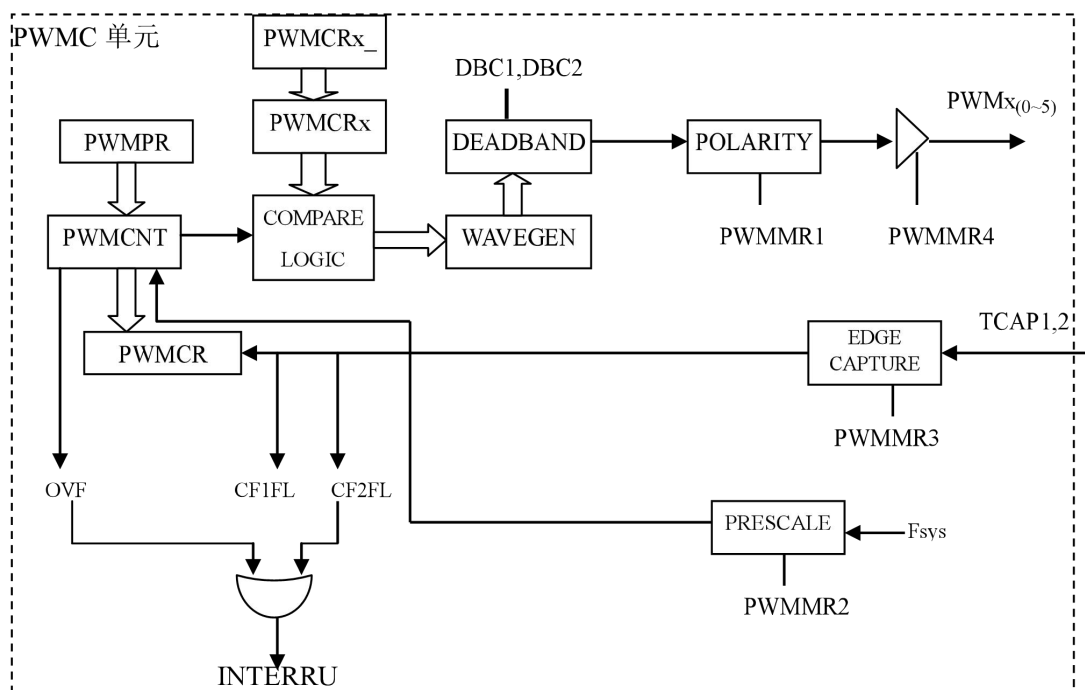 PWMC 单元
PWMCRx_
DBC1,DBC2
PWMx(0~5)
PWMCRx
PWMPR
DEADBAND
POLARITY
PWMCNT
COMPARE
LOGIC
WAVEGEN
PWMMR1
PWMMR4
TCAP1,2
PWMCR
EDGE
CAPTURE
PWMMR3
OVF
CF1FL
CF2FL
PRESCALE
Fsys
PWMMR2
INTERRU